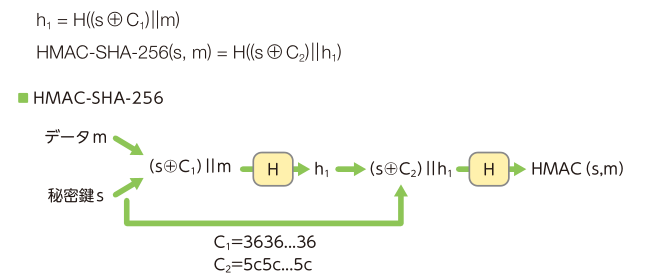 h₁ = H((s⊕C₁)||m)
HMAC-SHA-256(s, m) = H((s⊕C₂)||h₁)
HMAC-SHA-256
データm
(s⊕C₁)||m H h₁ (s⊕C₂)||h₁ H HMAC(s,m)
秘密鍵s
C₁=3636...36
C₂=5c5c...5c